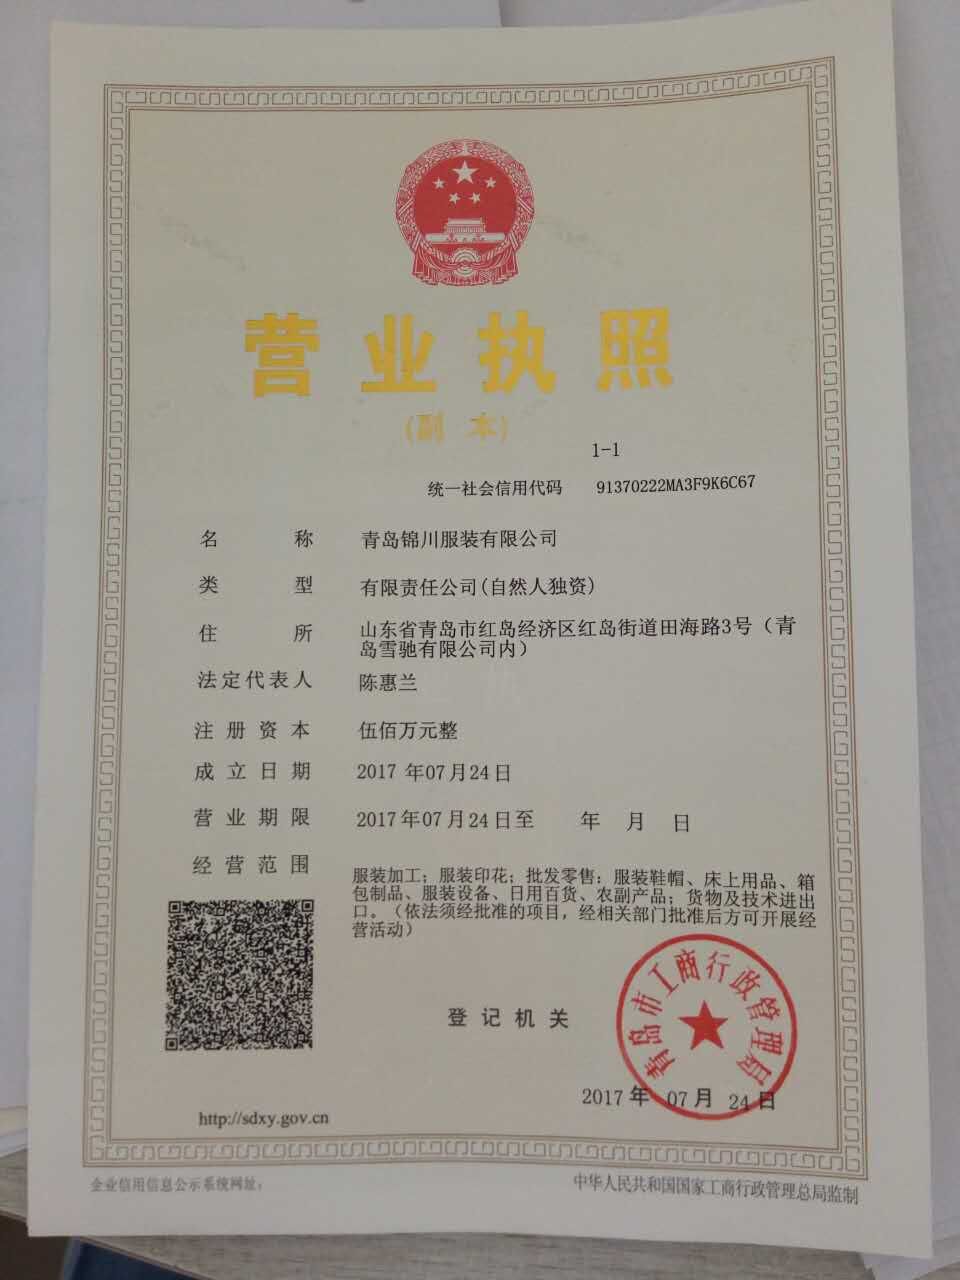 营业执照
(副 本)
1-1
统一社会信用代码 91370222MA3F9K6C67
名称 青岛锦川服装有限公司
类型 有限责任公司(自然人独资)
住所 山东省青岛市红岛经济区红岛街道田海路3号（青
岛雪驰有限公司内）
法定代表人 陈惠兰
注册资本 伍佰万元整
成立日期 2017年07月24日
营业期限 2017年07月24日至 年 月 日
经营范围 服装加工；服装印花；批发零售：服装鞋帽、床上用品、箱
包制品、服装设备、日用百货、农副产品；货物及技术进出
口。（依法须经批准的项目，经相关部门批准后方可开展经
营活动）
登记机关
青岛市工商行政管理局
2017年07月24日
http://sdxy.gov.cn
企业信用信息公示系统网址：
中华人民共和国国家工商行政管理总局监制